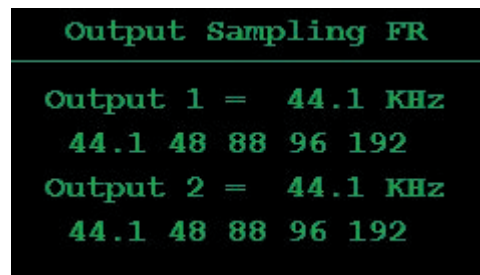 Output Sampling FR
Output 1 = 44.1 KHz
44.1 48 88 96 192
Output 2 = 44.1 KHz
44.1 48 88 96 192